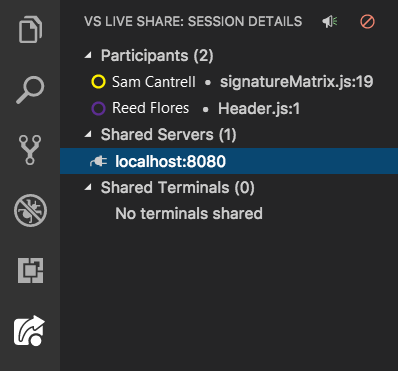 VS LIVE SHARE: SESSION DETAILS
Participants (2)
Sam Cantrell • signatureMatrix.js:19
Reed Flores • Header.js:1
Shared Servers (1)
localhost:8080
Shared Terminals (0)
No terminals shared